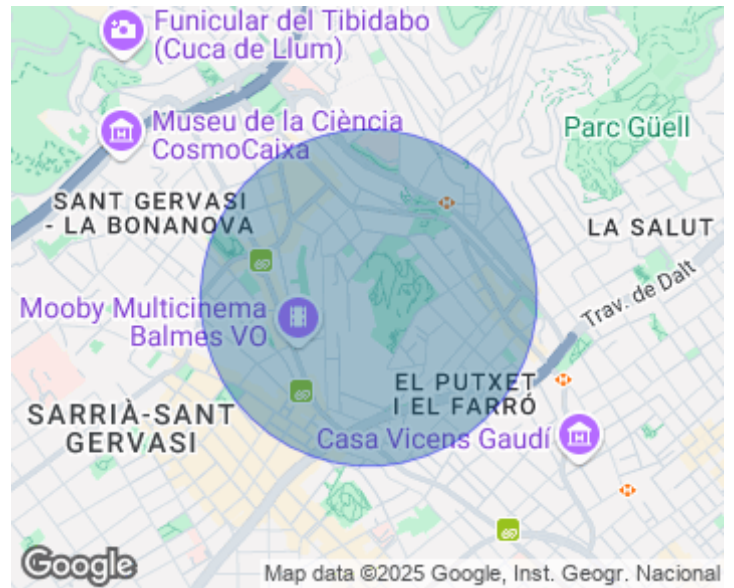 Funicular del Tibidabo
(Cuca de Llum)
Museu de la Ciència
CosmoCaixa
Parc Güell
SANT GERVASI
- LA BONANOVA
LA SALUT
Trav. de Dalt
Mooby Multicinema
Balmes VO
EL PUTXET
I EL FARRÓ
SARRIÀ-SANT
GERVASI
Casa Vicens Gaudí
Google
Map data ©2025 Google, Inst. Geogr. Nacional